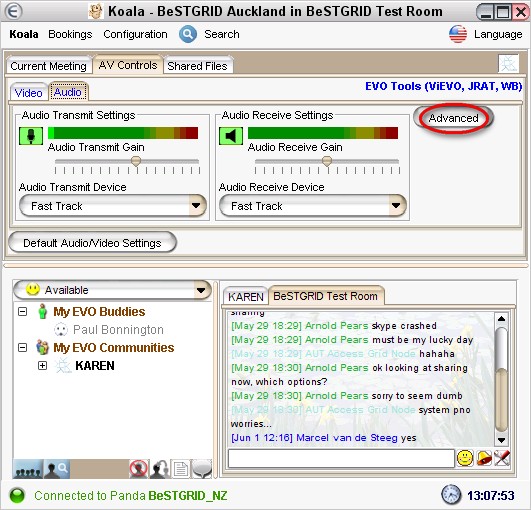 Koala - BeSTGRID Auckland in BeSTGRID Test Room
Koala Bookings Configuration Search Language
Current Meeting AV Controls Shared Files
Video Audio EVO Tools (ViEVO, JRAT, WB)
Audio Transmit Settings Audio Receive Settings Advanced
Audio Transmit Gain Audio Receive Gain
Audio Transmit Device Audio Receive Device
Fast Track Fast Track
Default Audio/Video Settings
Available
My EVO Buddies
Paul Bonnington
My EVO Communities
KAREN
KAREN BeSTGRID Test Room
sharing
[May 29 18:29] Arnold Pears skype crashed
[May 29 18:29] Arnold Pears must be my lucky day
[May 29 18:29] AUT Access Grid Node hahaha
[May 29 18:30] Arnold Pears ok looking at sharing
now, which options?
[May 29 18:30] Arnold Pears sorry to seem dumb
[May 29 18:30] AUT Access Grid Node system pno
worries...
[Jun 1 12:16] Marcel van de Steeg yes
Connected to Panda BeSTGRID_NZ 13:07:53